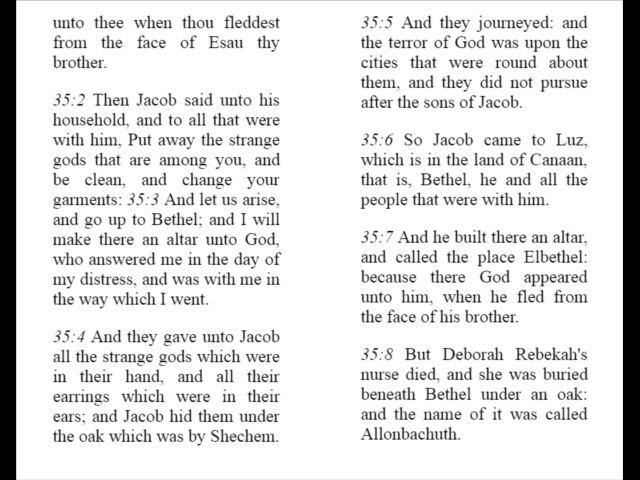 unto thee when thou fleddest
from the face of Esau thy
brother.
35:2 Then Jacob said unto his
household, and to all that were
with him, Put away the strange
gods that are among you, and
be clean, and change your
garments: 35:3 And let us arise,
and go up to Bethel; and I will
make there an altar unto God,
who answered me in the day of
my distress, and was with me in
the way which I went.
35:4 And they gave unto Jacob
all the strange gods which were
in their hand, and all their
earrings which were in their
ears; and Jacob hid them under
the oak which was by Shechem.
35:5 And they journeyed: and
the terror of God was upon the
cities that were round about
them, and they did not pursue
after the sons of Jacob.
35:6 So Jacob came to Luz,
which is in the land of Canaan,
that is, Bethel, he and all the
people that were with him.
35:7 And he built there an altar,
and called the place Elbethel:
because there God appeared
unto him, when he fled from
the face of his brother.
35:8 But Deborah Rebekah's
nurse died, and she was buried
beneath Bethel under an oak:
and the name of it was called
Allonbachuth.